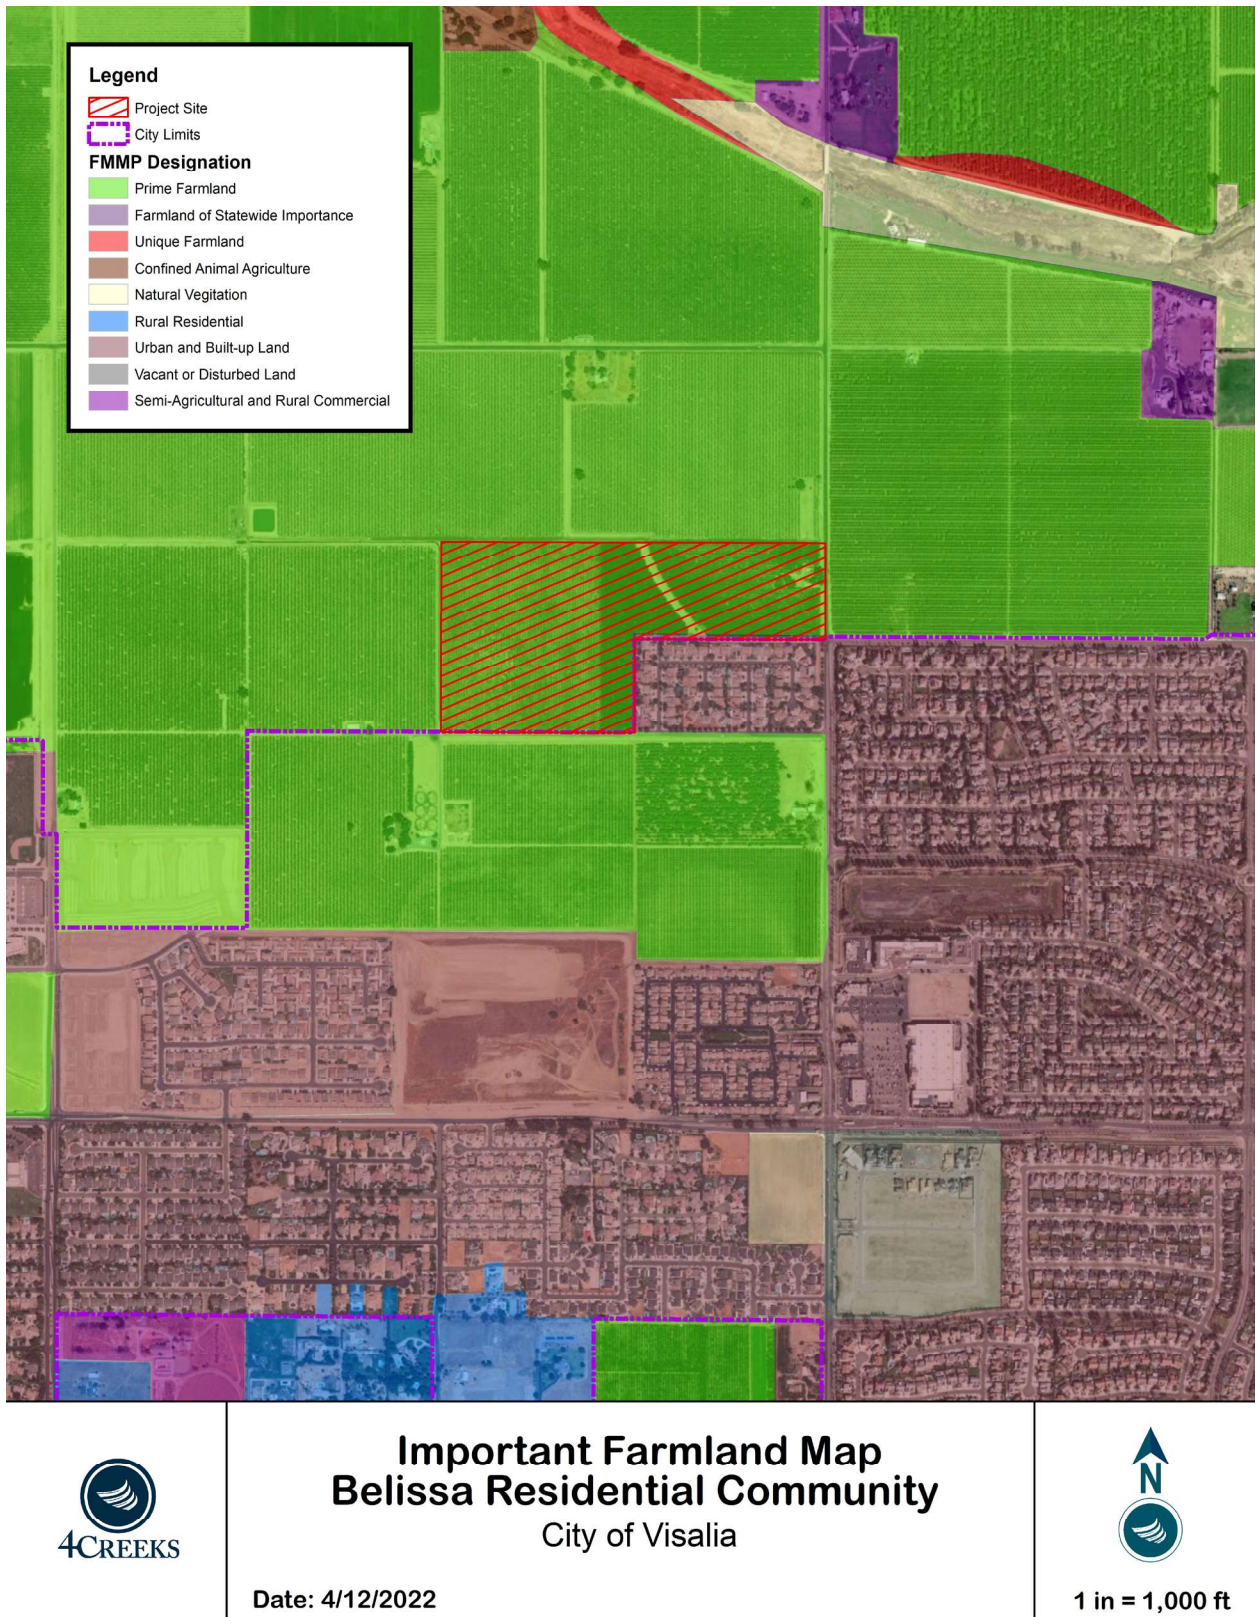 Legend
Project Site
City Limits
FMMP Designation
Prime Farmland
Farmland of Statewide Importance
Unique Farmland
Confined Animal Agriculture
Natural Vegitation
Rural Residential
Urban and Built-up Land
Vacant or Disturbed Land
Semi-Agricultural and Rural Commercial
4CREEKS
Important Farmland Map
Belissa Residential Community
City of Visalia
Date: 4/12/2022
N
1 in = 1,000 ft